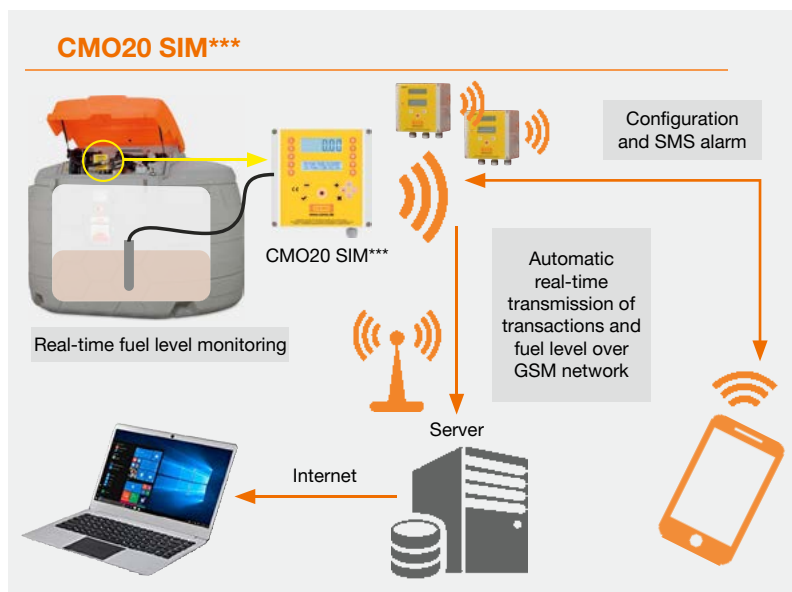 CMO20 SIM***
Configuration
and SMS alarm
CMO20 SIM***
Automatic
real-time
transmission of
transactions and
fuel level over
GSM network
Real-time fuel level monitoring
Server
Internet